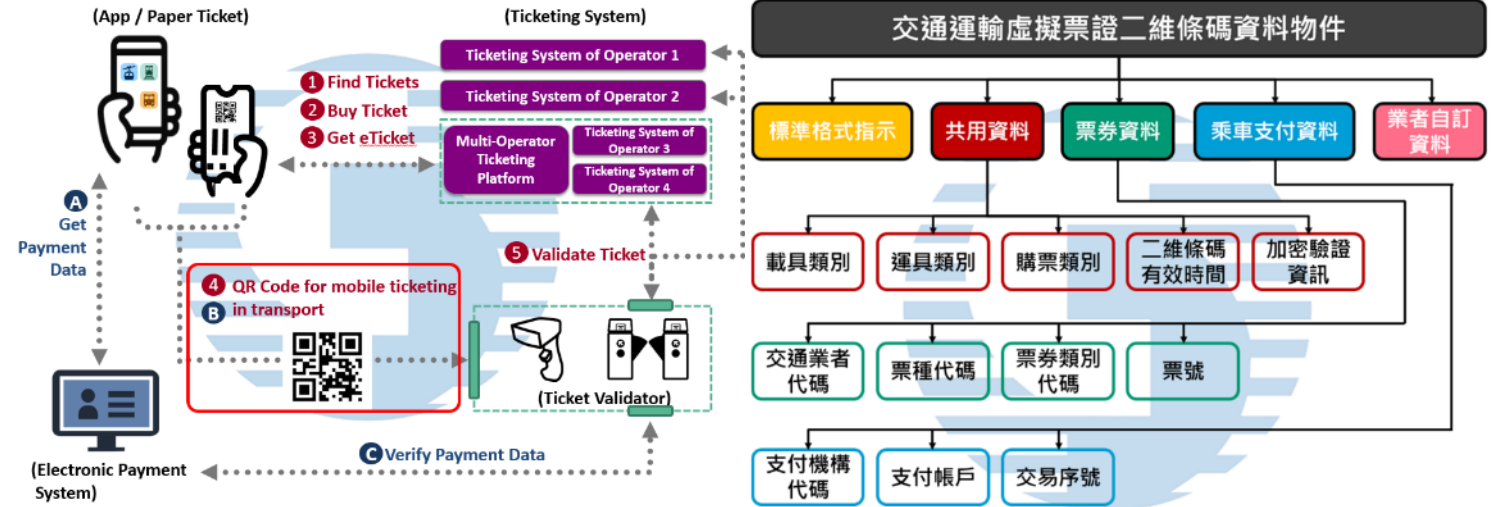 (App / Paper Ticket)
(Ticketing System)
Ticketing System of Operator 1
Ticketing System of Operator 2
Multi-Operator
Ticketing
Platform
Ticketing System of
Operator 3
Ticketing System of
Operator 4
1 Find Tickets
2 Buy Ticket
3 Get eTicket
A
Get
Payment
Data
5 Validate Ticket
4 QR Code for mobile ticketing
B in transport
(Ticket Validator)
C Verify Payment Data
(Electronic Payment
System)
交通運輸虛擬票證二維條碼資料物件
標準格式指示
共用資料
票券資料
乘車支付資料
業者自訂
資料
載具類別
運具類別
購票類別
二維條碼
有效時間
加密驗證
資訊
交通業者
代碼
票種代碼
票券類別
代碼
票號
支付機構
代碼
支付帳戶
交易序號